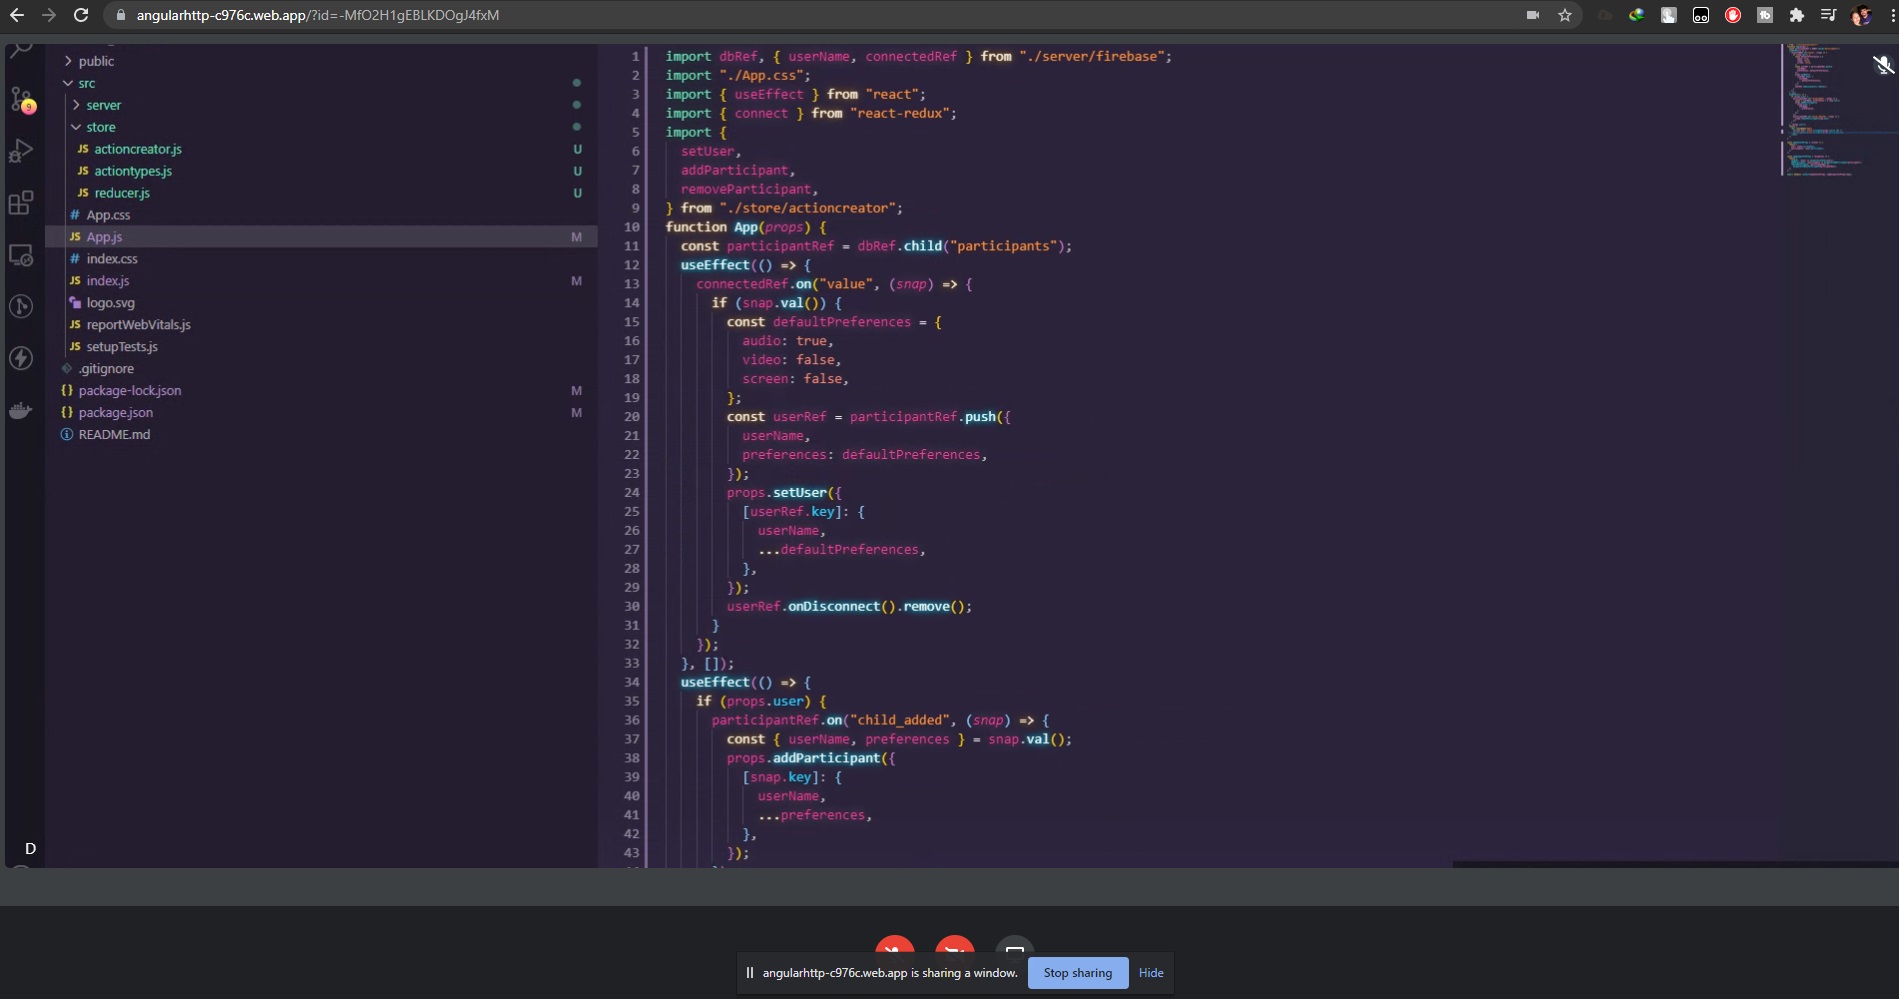 angularhttp-c976c.web.app/?id=-MfO2H1gEBLKDOgJ4fxM
public
src
server
store
JS actioncreator.js U
JS actiontypes.js U
JS reducer.js U
# App.css
JS App.js M
# index.css
JS index.js M
logo.svg
JS reportWebVitals.js
JS setupTests.js
.gitignore
{} package-lock.json M
{} package.json M
README.md
9
D
1 import dbRef, { userName, connectedRef } from "./server/firebase";
2 import "./App.css";
3 import { useEffect } from "react";
4 import { connect } from "react-redux";
5 import {
6 setUser,
7 addParticipant,
8 removeParticipant,
9 } from "./store/actioncreator";
10 function App(props) {
11 const participantRef = dbRef.child("participants");
12 useEffect(() => {
13 connectedRef.on("value", (snap) => {
14 if (snap.val()) {
15 const defaultPreferences = {
16 audio: true,
17 video: false,
18 screen: false,
19 };
20 const userRef = participantRef.push({
21 userName,
22 preferences: defaultPreferences,
23 });
24 props.setUser({
25 [userRef.key]: {
26 userName,
27 ...defaultPreferences,
28 },
29 });
30 userRef.onDisconnect().remove();
31 }
32 });
33 }, []);
34 useEffect(() => {
35 if (props.user) {
36 participantRef.on("child_added", (snap) => {
37 const { userName, preferences } = snap.val();
38 props.addParticipant({
39 [snap.key]: {
40 userName,
41 ...preferences,
42 },
43 });
angularhttp-c976c.web.app is sharing a window. Stop sharing Hide